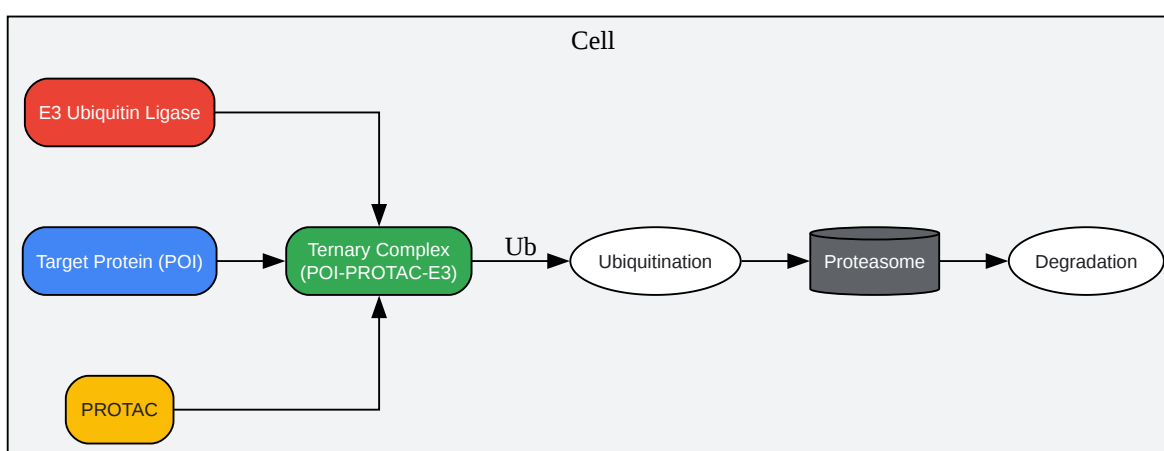 Cell
E3 Ubiquitin Ligase
Target Protein (POI)
Ternary Complex
(POI-PROTAC-E3)
Ub
Ubiquitination
Proteasome
Degradation
PROTAC